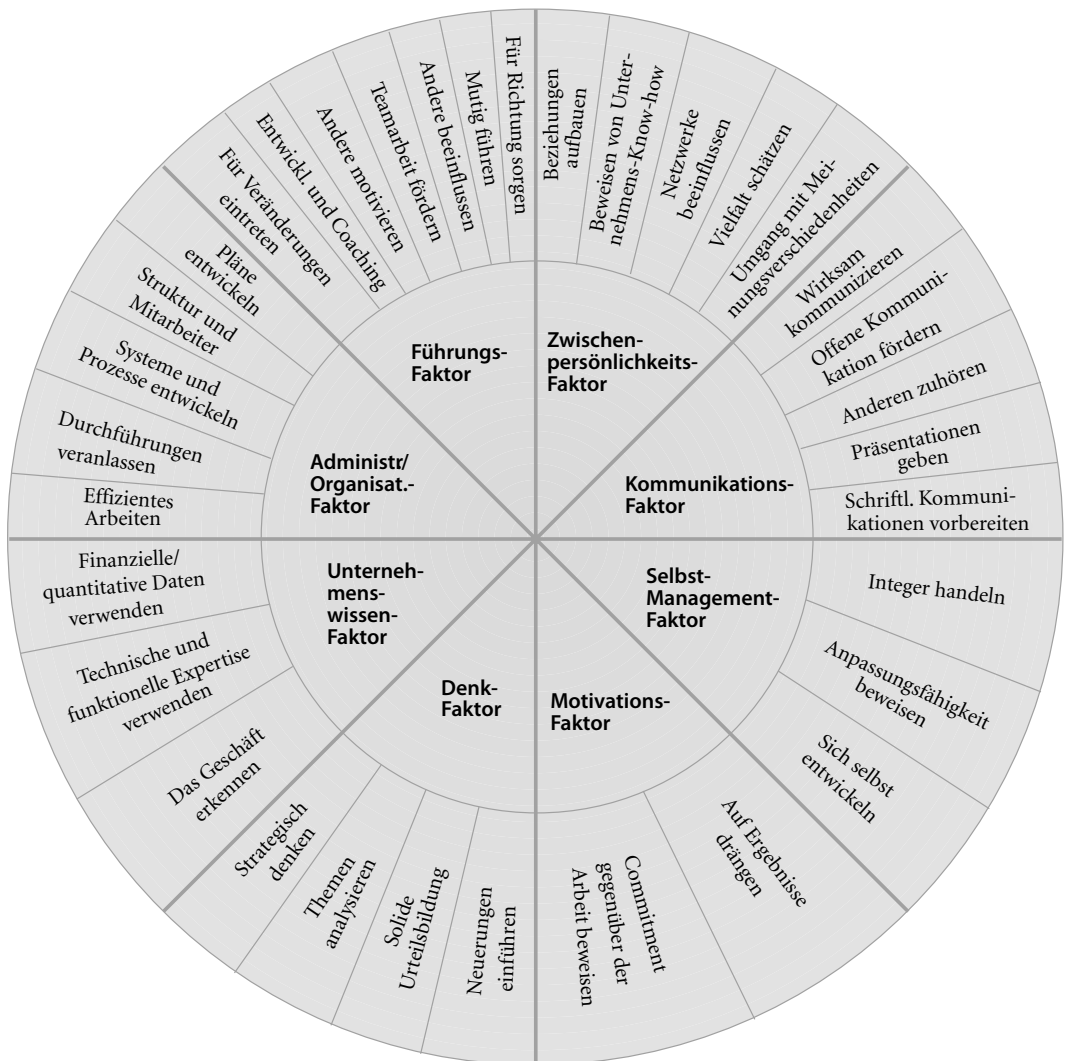 Für Richtung sorgen
Mutig führen
Andere beeinflussen
Teamarbeit fördern
Andere motivieren
Entwickl. und Coaching
Für Veränderungen
eintreten
Beziehungen
aufbauen
Beweisen von Unter-
nehmens-Know-how
Netzwerke
beeinflussen
Vielfalt schätzen
Umgang mit Mei-
nungsverschiedenheiten
Wirksam
kommunizieren
Offene Kommuni-
kation fördern
Anderen zuhören
Präsentationen
geben
Schriftl. Kommuni-
kationen vorbereiten
Integer handeln
Anpassungsfähigkeit
beweisen
Sich selbst
entwickeln
Auf Ergebnisse
drängen
Commitment
gegenüber der
Arbeit beweisen
Neuerungen
einführen
Solide
Urteilsbildung
Themen
analysieren
Strategisch
denken
Das Geschäft
erkennen
Technische und
funktionelle Expertise
verwenden
Finanzielle/
quantitative Daten
verwenden
Effizientes
Arbeiten
Durchführungen
veranlassen
Systeme und
Prozesse entwickeln
Struktur und
Mitarbeiter
Pläne
entwickeln
Führungs-
Faktor
Zwischen-
persönlichkeits-
Faktor
Kommunikations-
Faktor
Selbst-
Management-
Faktor
Motivations-
Faktor
Denk-
Faktor
Unterneh-
mens-
wissen-
Faktor
Administr/
Organisat.-
Faktor